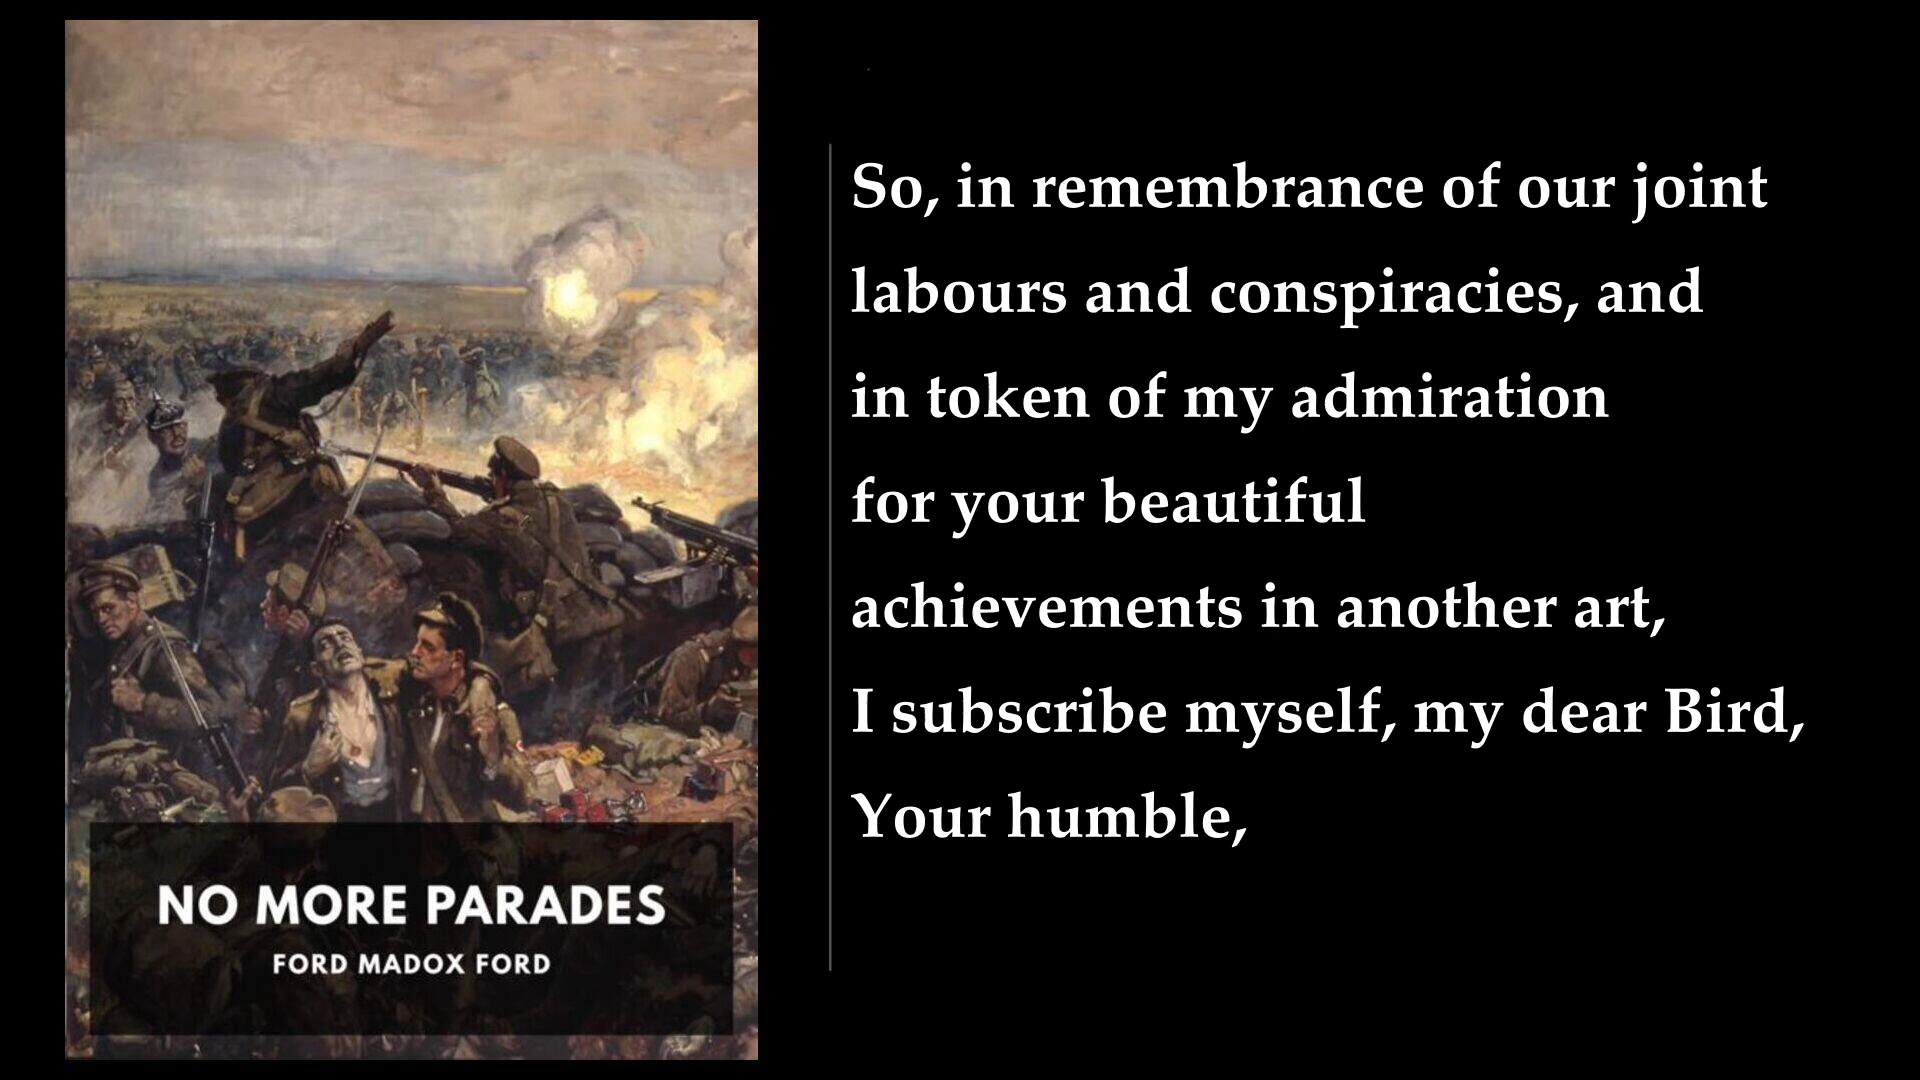 NO MORE PARADES
FORD MADOX FORD
So, in remembrance of our joint
labours and conspiracies, and
in token of my admiration
for your beautiful
achievements in another art,
I subscribe myself, my dear Bird,
Your humble,